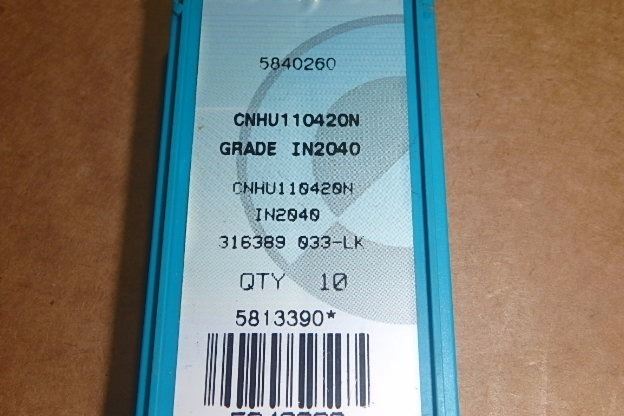 5840260
CNHU110420N
GRADE IN2040
CNHU110420N
IN2040
316389 033-LK
QTY 10
5813390*